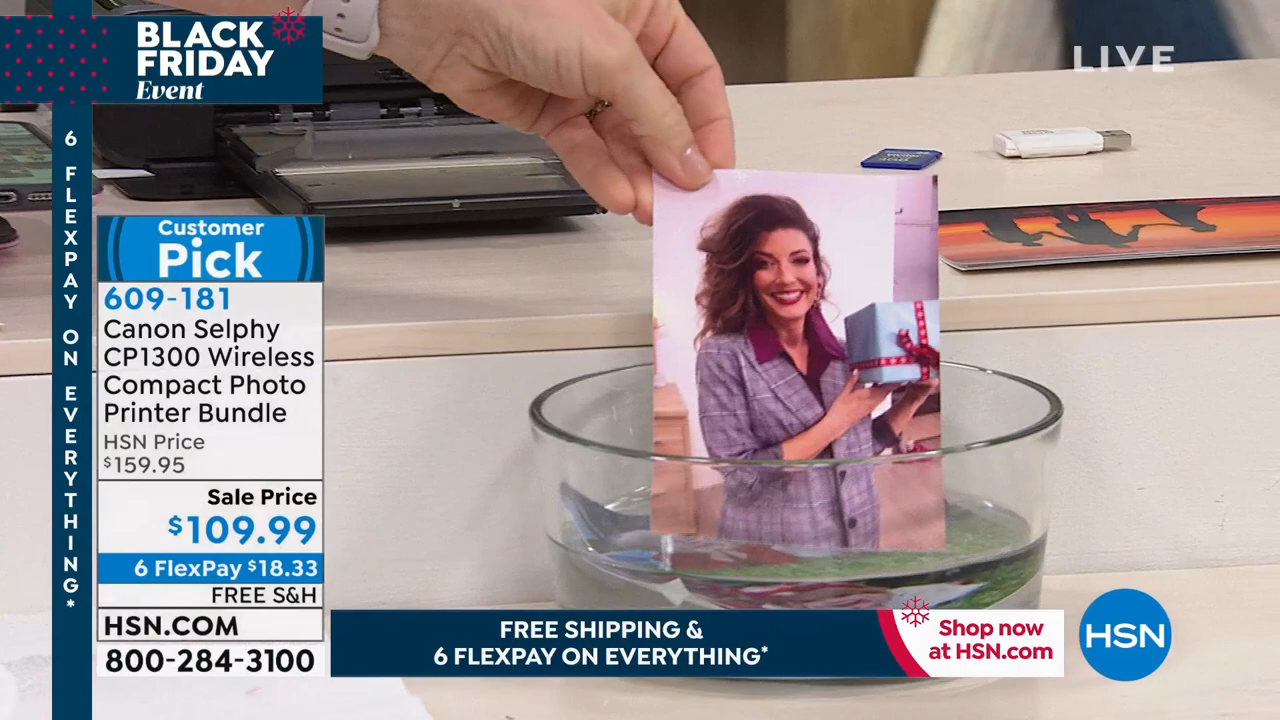 BLACK
FRIDAY
Event
LIVE
6 FLEXPAY ON EVERYTHING*
Customer
Pick
609-181
Canon Selphy
CP1300 Wireless
Compact Photo
Printer Bundle
HSN Price
$159.95
Sale Price
$109.99
6 FlexPay $18.33
FREE S&H
HSN.COM
800-284-3100
FREE SHIPPING &
6 FLEXPAY ON EVERYTHING*
Shop now
at HSN.com
HSN